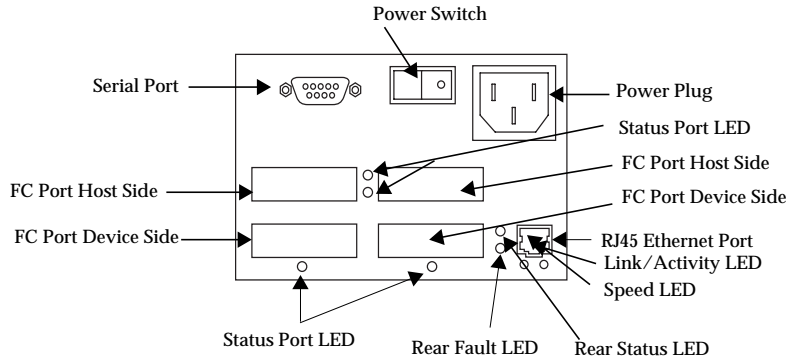 Power Switch
Serial Port
Power Plug
Status Port LED
FC Port Host Side
FC Port Host Side
FC Port Device Side
FC Port Device Side
RJ45 Ethernet Port
Link/Activity LED
Speed LED
Status Port LED
Rear Fault LED
Rear Status LED